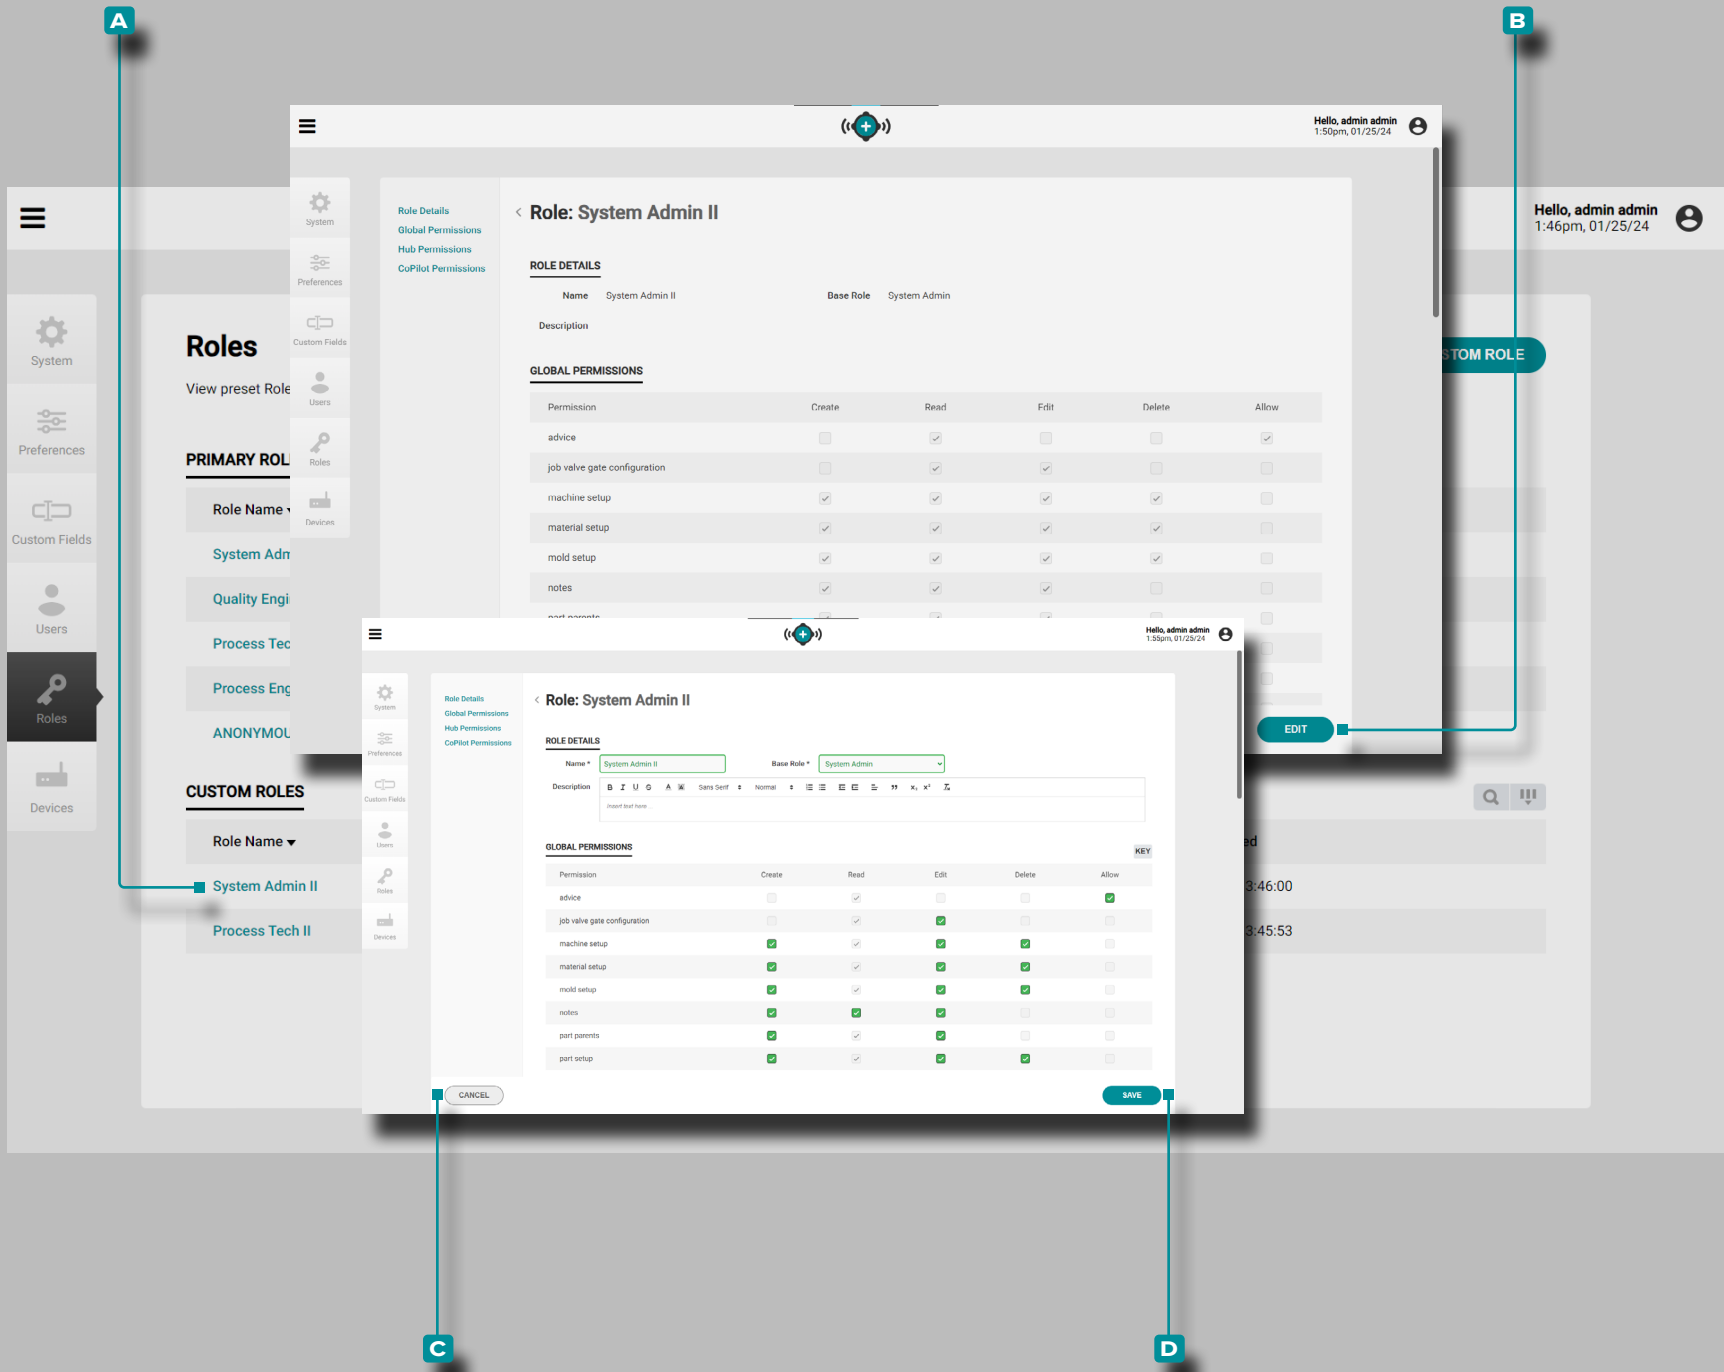 A
B
Hello, admin admin
1:50pm, 01/25/24
Hello, admin admin
1:46pm, 01/25/24
System
Preferences
Custom Fields
Users
Roles
Devices
Roles
View preset Role
STOM ROLE
PRIMARY ROL
Role Name
System Adm
Quality Engi
Process Tec
Process Eng
ANONYMOU
CUSTOM ROLES
Role Name
ed
System Admin II
3:46:00
Process Tech II
3:45:53
System
Preferences
Custom Fields
Users
Roles
Devices
Role Details
Global Permissions
Hub Permissions
CoPilot Permissions
< Role: System Admin II
ROLE DETAILS
Name System Admin II Base Role System Admin
Description
GLOBAL PERMISSIONS
Permission Create Read Edit Delete Allow
advice
job valve gate configuration
machine setup
material setup
mold setup
notes
part parents
EDIT
Hello, admin admin
1:55pm, 01/25/24
System
Preferences
Custom Fields
Users
Roles
Devices
Role Details
Global Permissions
Hub Permissions
CoPilot Permissions
< Role: System Admin II
ROLE DETAILS
Name * System Admin II Base Role * System Admin
Description B I U S A Sans Serif Normal
Insert text here ...
GLOBAL PERMISSIONS
KEY
Permission Create Read Edit Delete Allow
advice
job valve gate configuration
machine setup
material setup
mold setup
notes
part parents
part setup
CANCEL
SAVE
C
D